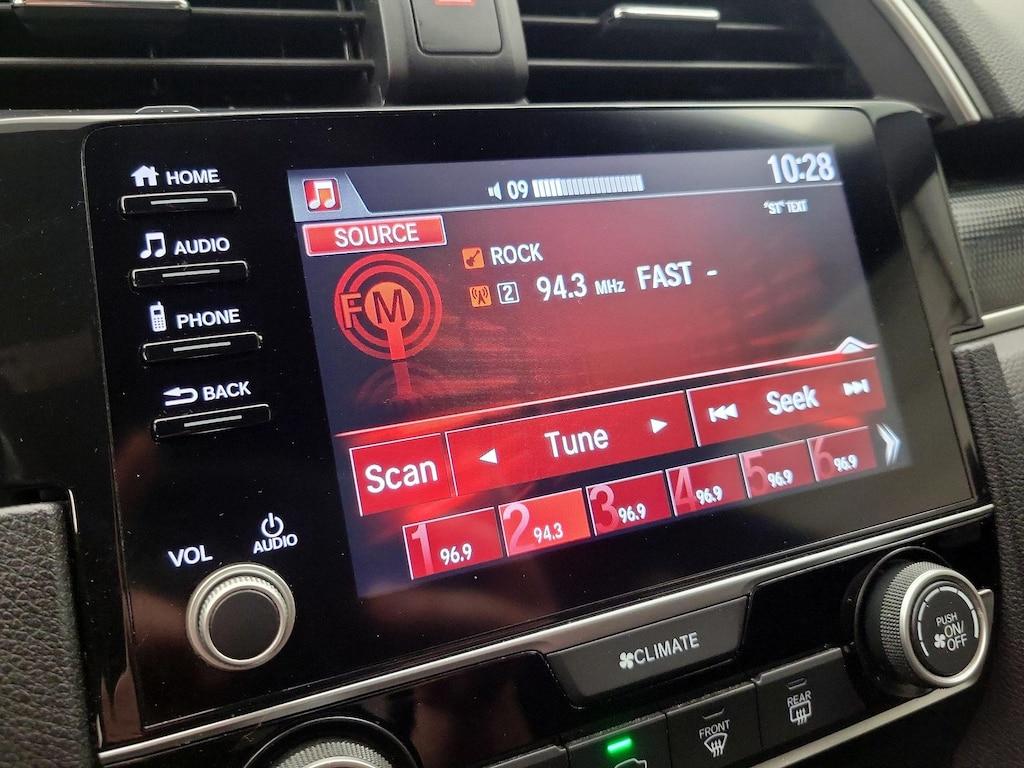 HOME
09
10:28
"ST" TEXT
AUDIO
SOURCE
ROCK
FM
2 94.3 MHz FAST -
PHONE
BACK
Scan
Tune
Seek
1 96.9
2 94.3
3 96.9
4 96.9
5 96.9
6 96.9
VOL
AUDIO
CLIMATE
PUSH
ON/
OFF
FRONT
REAR